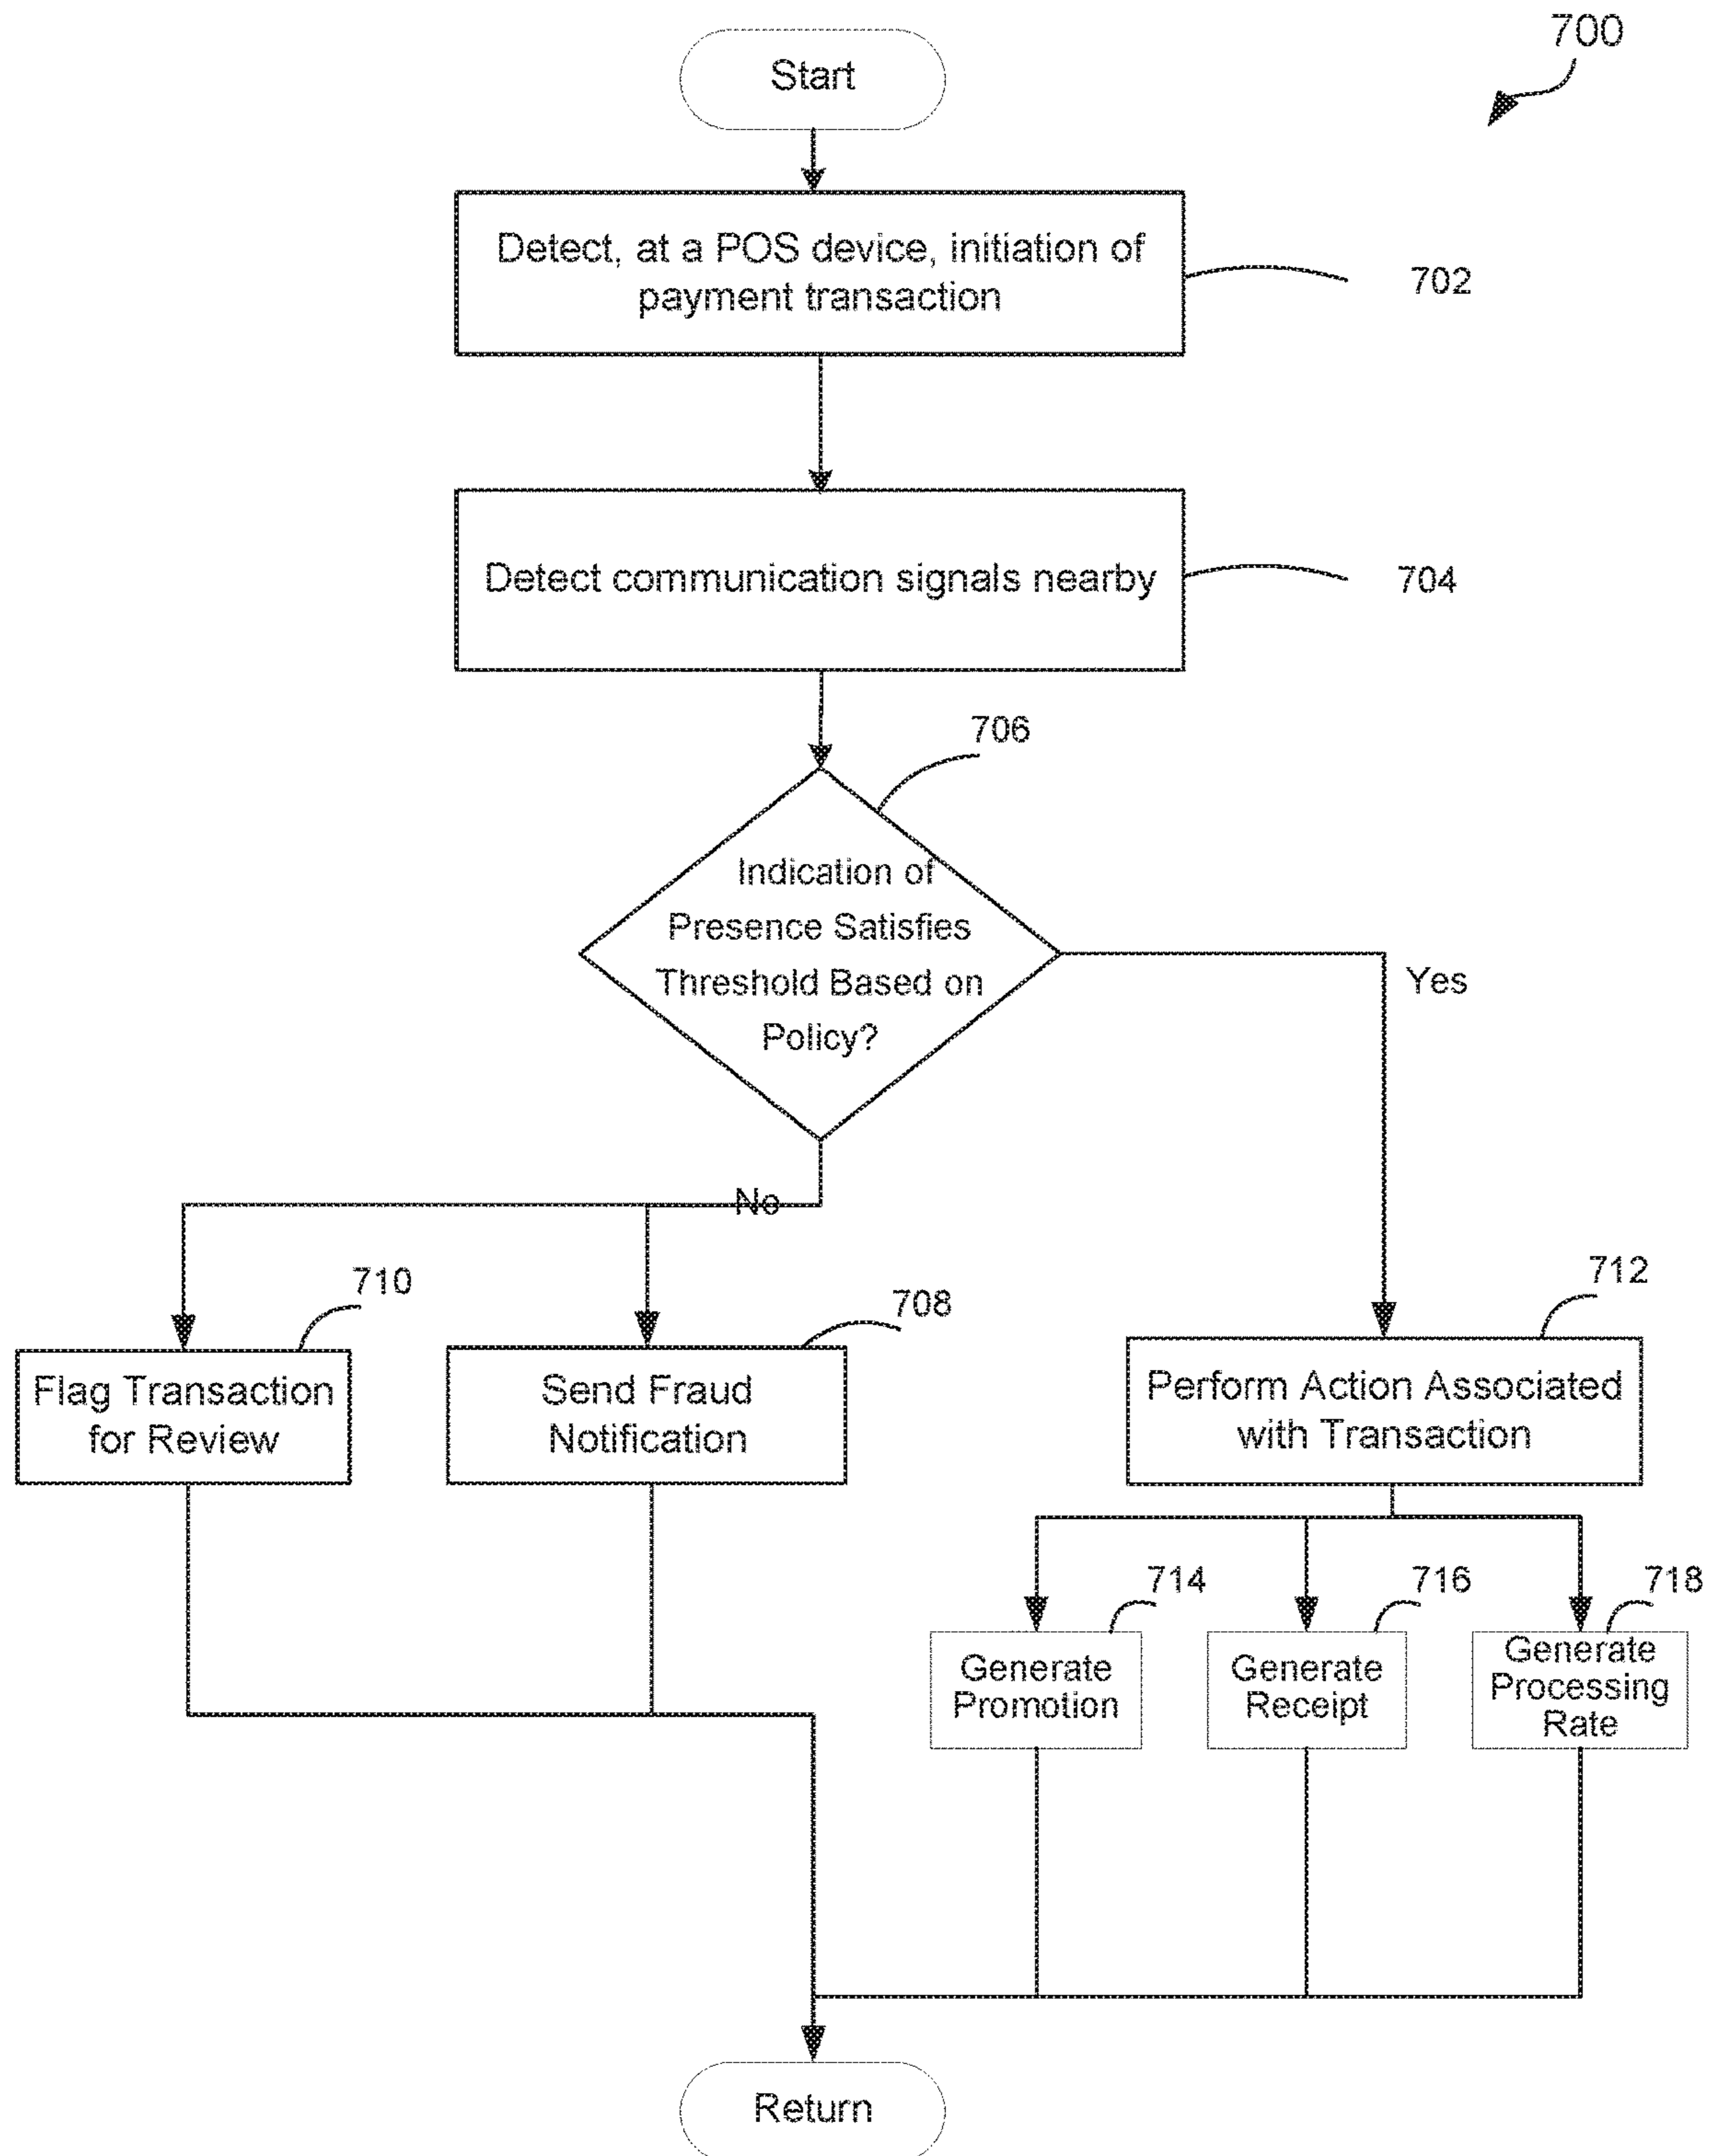 700
Start
Detect, at a POS device, initiation of
payment transaction
702
Detect communication signals nearby
704
706
Indication of
Presence Satisfies
Threshold Based on
Policy?
Yes
No
710
708
712
Flag Transaction
for Review
Send Fraud
Notification
Perform Action Associated
with Transaction
714
716
718
Generate
Promotion
Generate
Receipt
Generate
Processing
Rate
Return